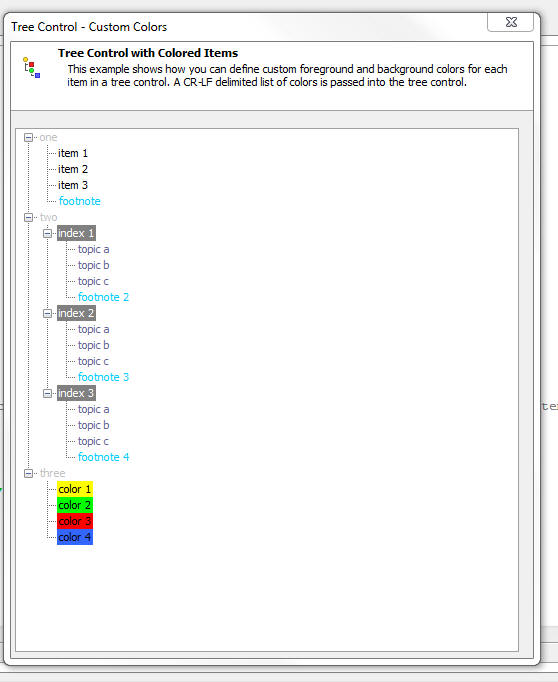 Tree Control - Custom Colors
Tree Control with Colored Items
This example shows how you can define custom foreground and background colors for each
item in a tree control. A CR-LF delimited list of colors is passed into the tree control.
one
item 1
item 2
item 3
footnote
two
index 1
topic a
topic b
topic c
footnote 2
index 2
topic a
topic b
topic c
footnote 3
index 3
topic a
topic b
topic c
footnote 4
three
color 1
color 2
color 3
color 4